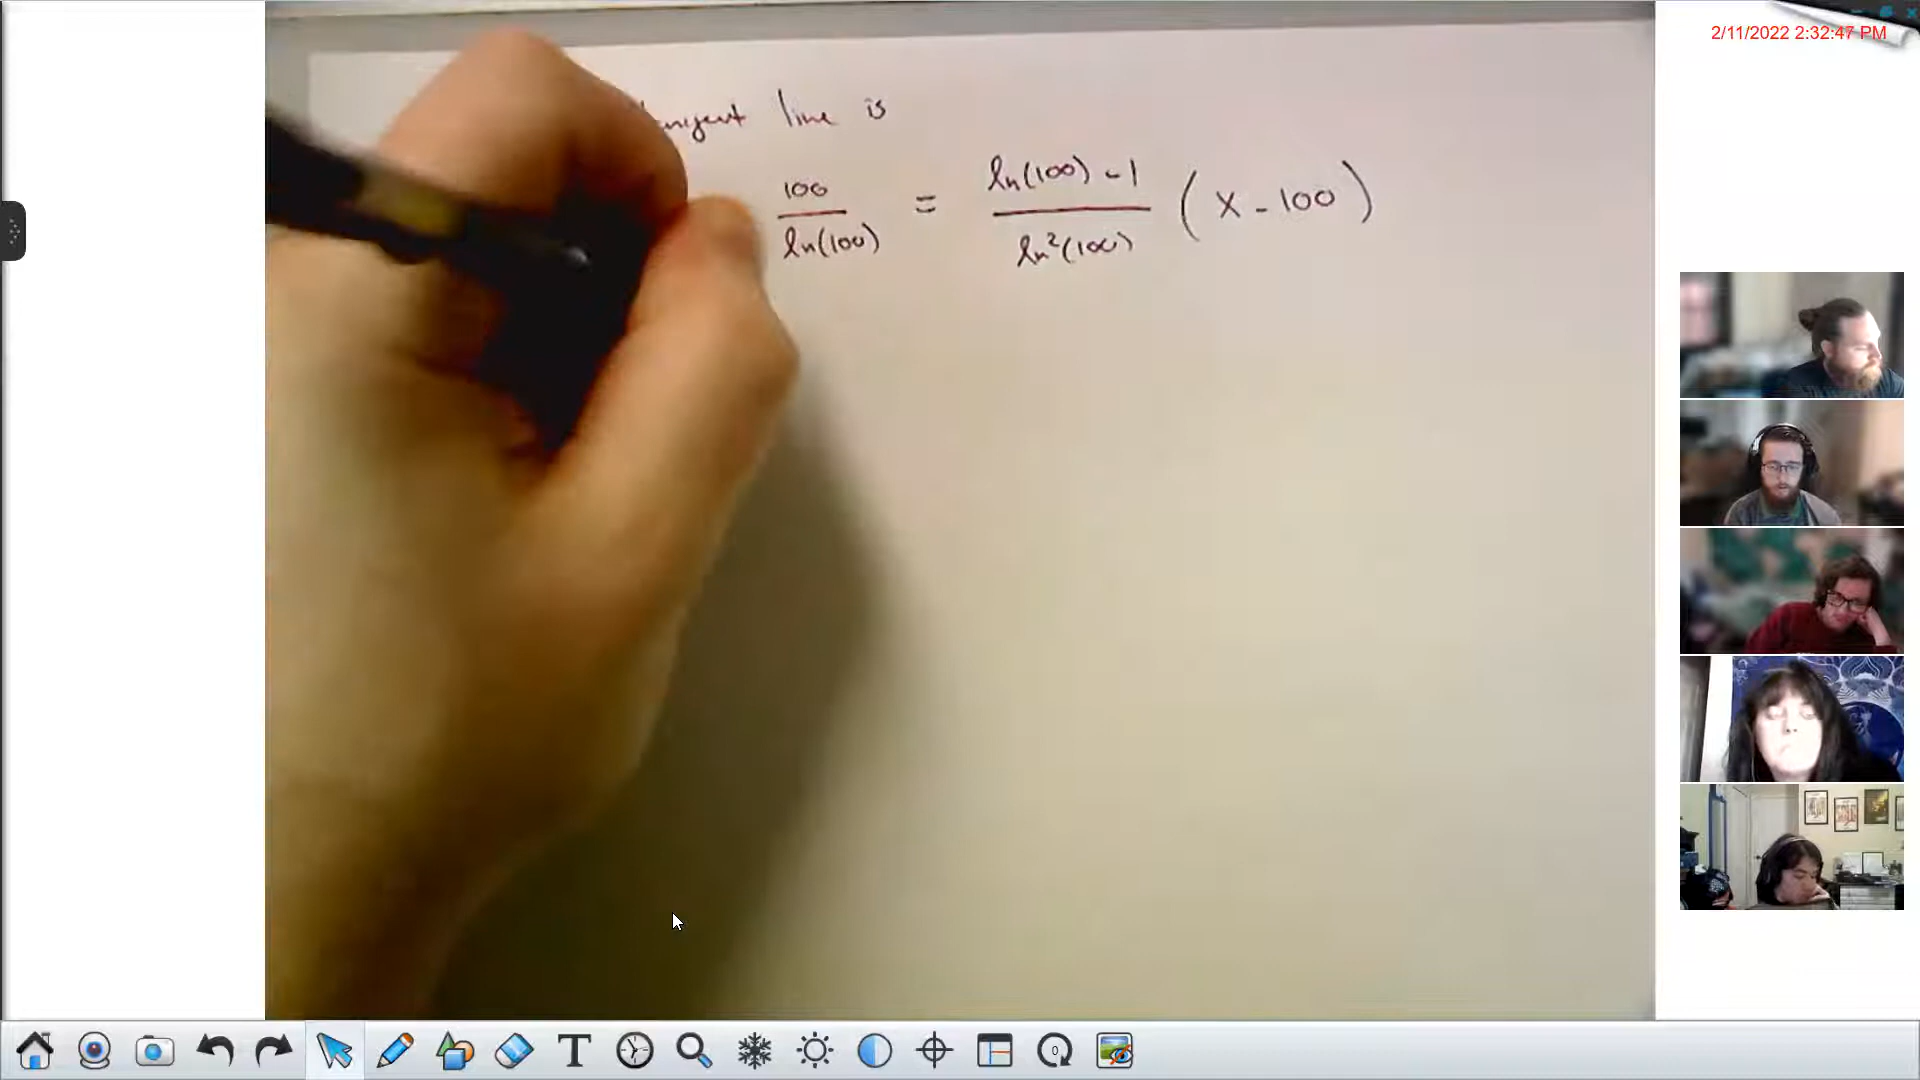 2/11/2022 2:32:47 PM
tangent line is
100 / ln(100) = ln(100) - 1 / ln²(100) (x - 100)
T
0